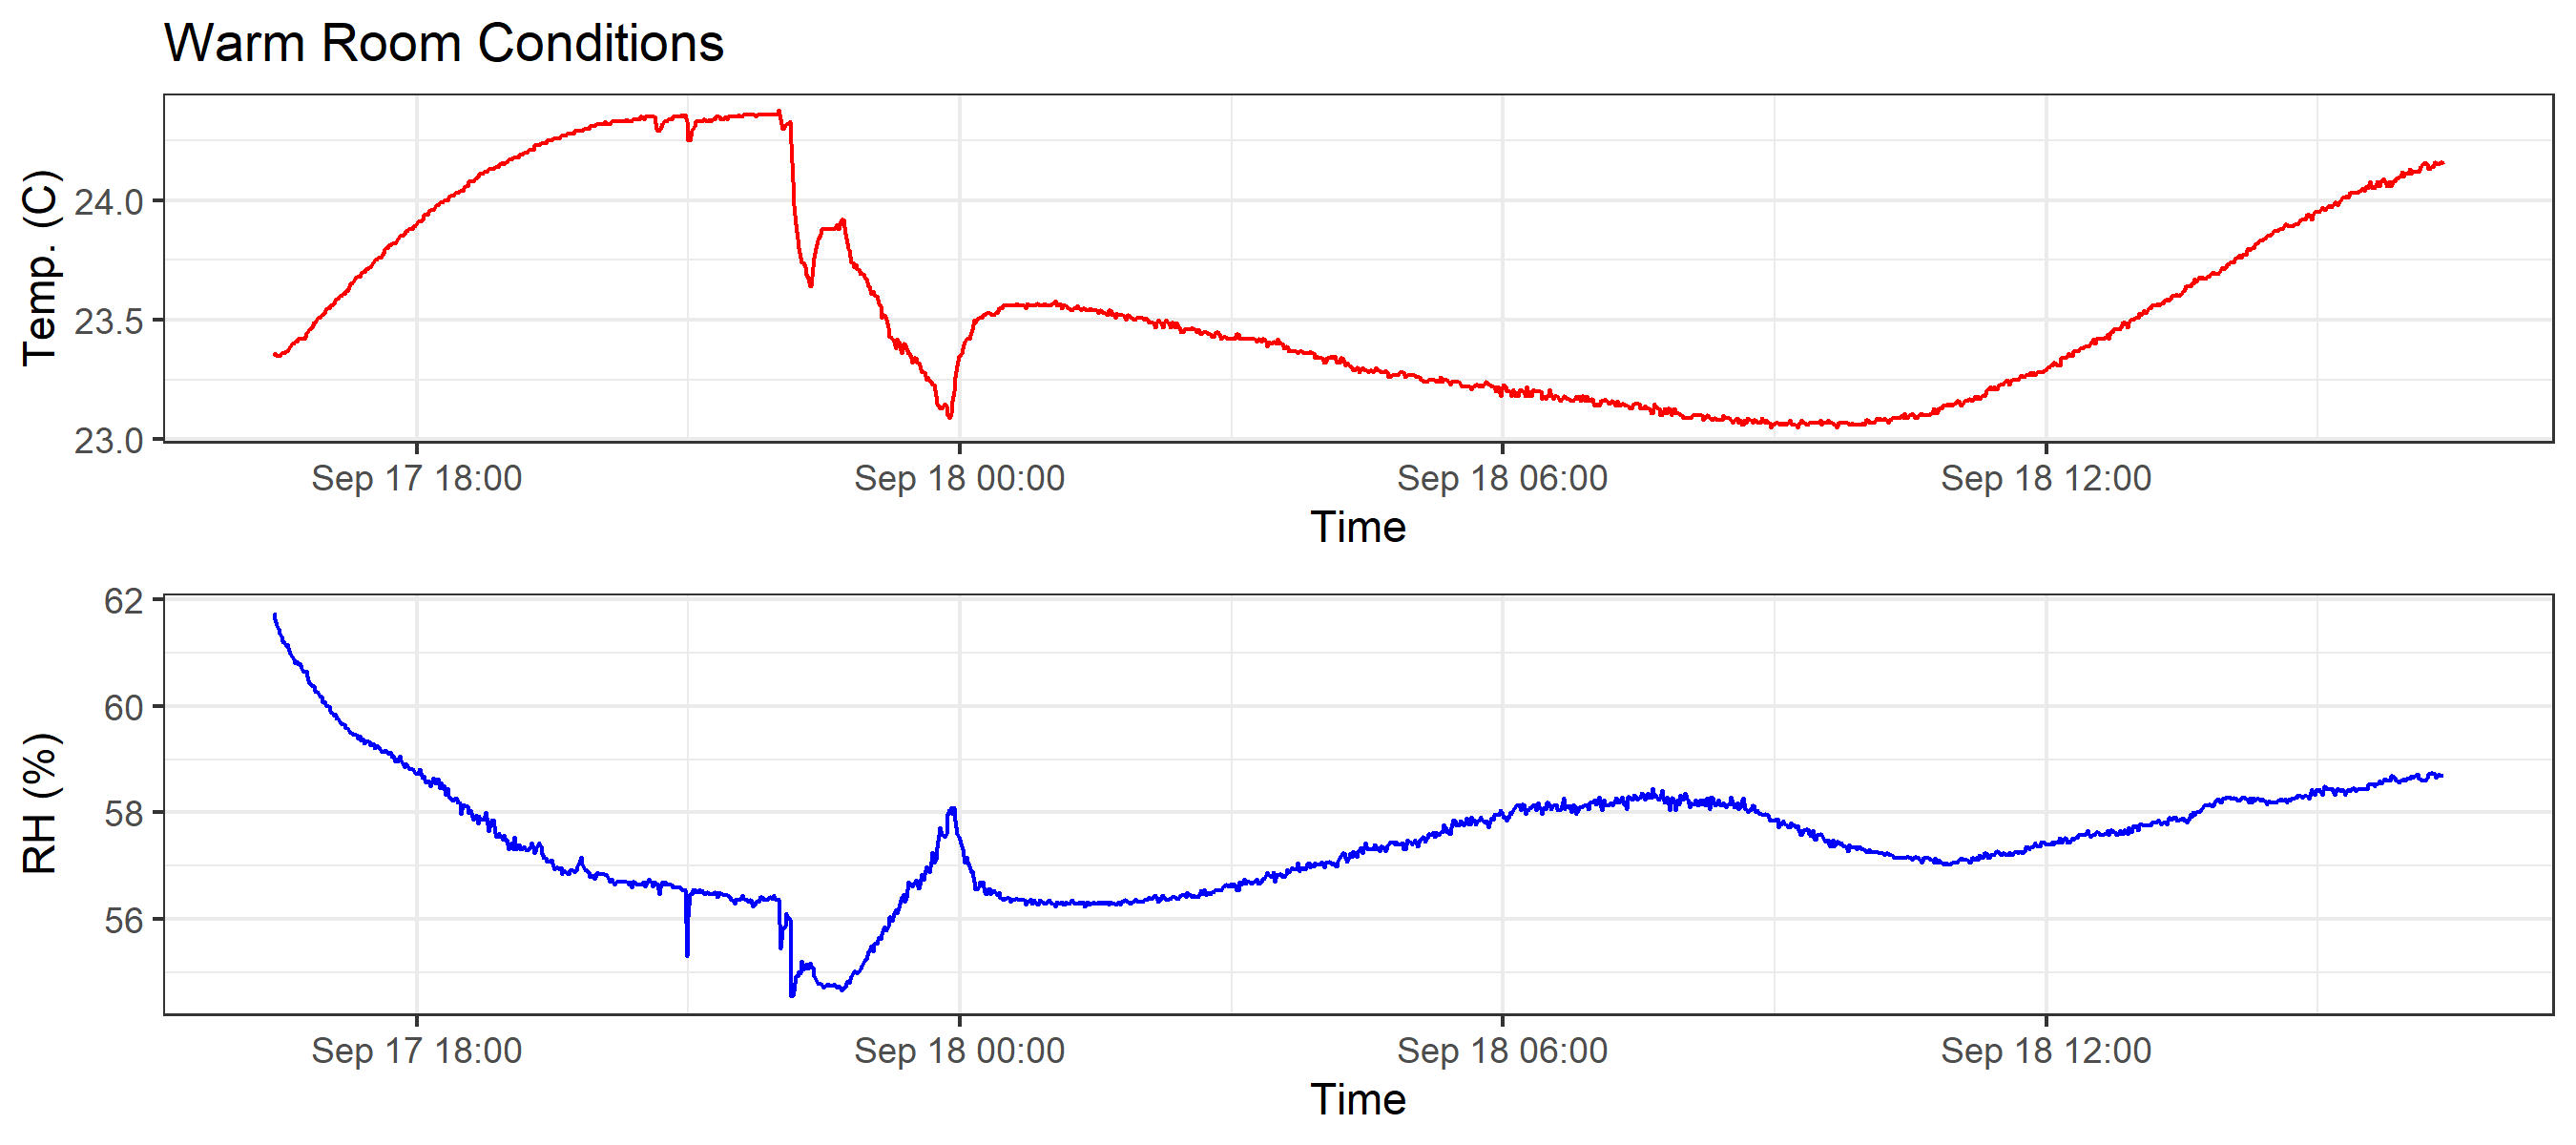 Warm Room Conditions
Temp. (C)
24.0
23.5
23.0
Sep 17 18:00 Sep 18 00:00 Sep 18 06:00 Sep 18 12:00
Time
RH (%)
62
60
58
56
Sep 17 18:00 Sep 18 00:00 Sep 18 06:00 Sep 18 12:00
Time